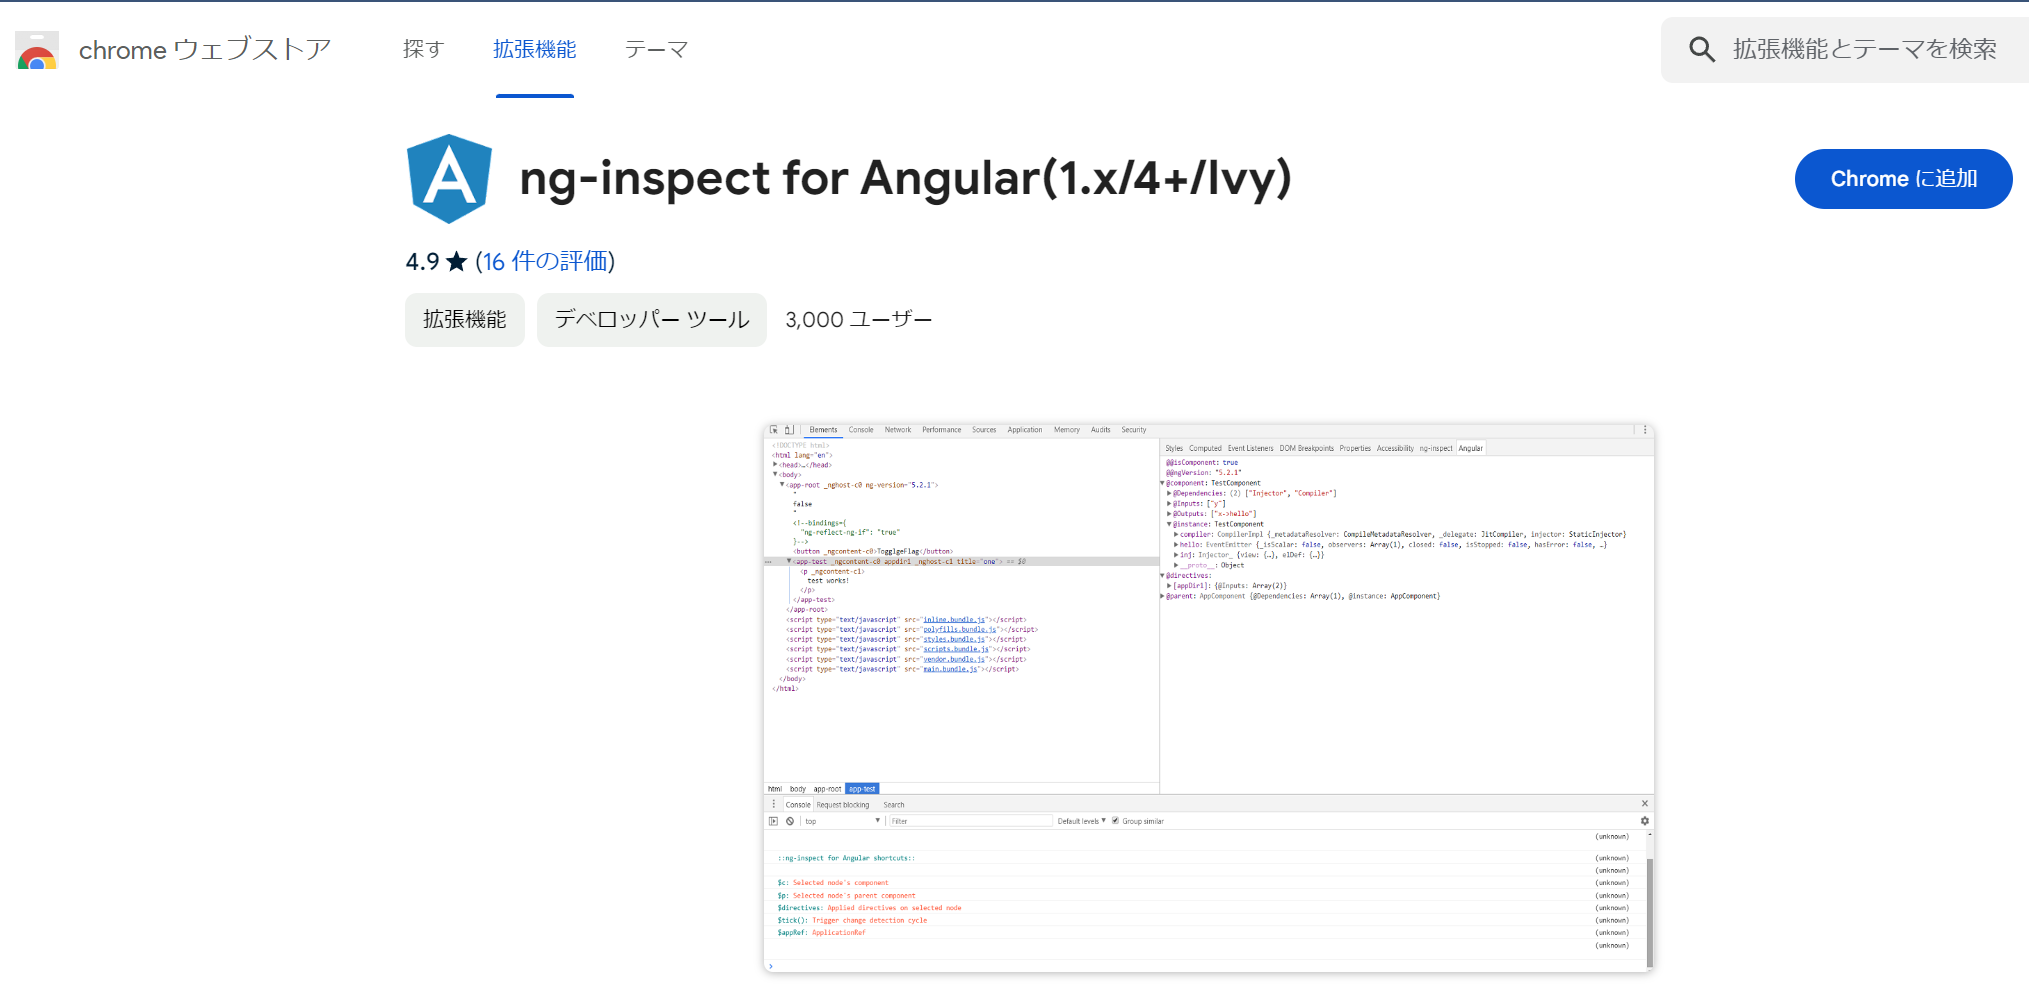 chrome ウェブストア 探す 拡張機能 テーマ 拡張機能とテーマを検索
ng-inspect for Angular(1.x/4+/Ivy) Chrome に追加
4.9 ★ (16 件の評価)
拡張機能 デベロッパー ツール 3,000 ユーザー
Elements Console Network Performance Sources Application Memory Audits Security
<!DOCTYPE html>
<html lang="en">
▶<head>…</head>
▼<body>
▼<app-root _nghost-c0 ng-version="5.2.1">
"
false
"
<!--bindings={
"ng-reflect-ng-if": "true"
}-->
<button _ngcontent-c0>TogglgeFlag</button>
… ▼<app-test _ngcontent-c0 appdir1 _nghost-c1 title="one"> == $0
<p _ngcontent-c1>
test works!
</p>
</app-test>
</app-root>
<script type="text/javascript" src="inline.bundle.js"></script>
<script type="text/javascript" src="polyfills.bundle.js"></script>
<script type="text/javascript" src="styles.bundle.js"></script>
<script type="text/javascript" src="scripts.bundle.js"></script>
<script type="text/javascript" src="vendor.bundle.js"></script>
<script type="text/javascript" src="main.bundle.js"></script>
</body>
</html>
html body app-root app-test
Styles Computed Event Listeners DOM Breakpoints Properties Accessibility ng-inspect Angular
@@isComponent: true
@@ngVersion: "5.2.1"
▼@component: TestComponent
▶@Dependencies: (2) ["Injector", "Compiler"]
▶@Inputs: ["y"]
▶@Outputs: ["x->hello"]
▼@instance: TestComponent
▶compiler: CompilerImpl {_metadataResolver: CompileMetadataResolver, _delegate: JitCompiler, injector: StaticInjector}
▶hello: EventEmitter {_isScalar: false, observers: Array(1), closed: false, isStopped: false, hasError: false, …}
▶inj: Injector_ {view: {…}, elDef: {…}}
▶__proto__: Object
▼@directives:
▶[appDir1]: {@Inputs: Array(2)}
▶@parent: AppComponent {@Dependencies: Array(1), @instance: AppComponent}
Console Request blocking Search
top Filter Default levels Group similar
(unknown)
::ng-inspect for Angular shortcuts:: (unknown)
(unknown)
$c: Selected node's component (unknown)
$p: Selected node's parent component (unknown)
$directives: Applied directives on selected node (unknown)
$tick(): Trigger change detection cycle (unknown)
$appRef: ApplicationRef (unknown)
(unknown)